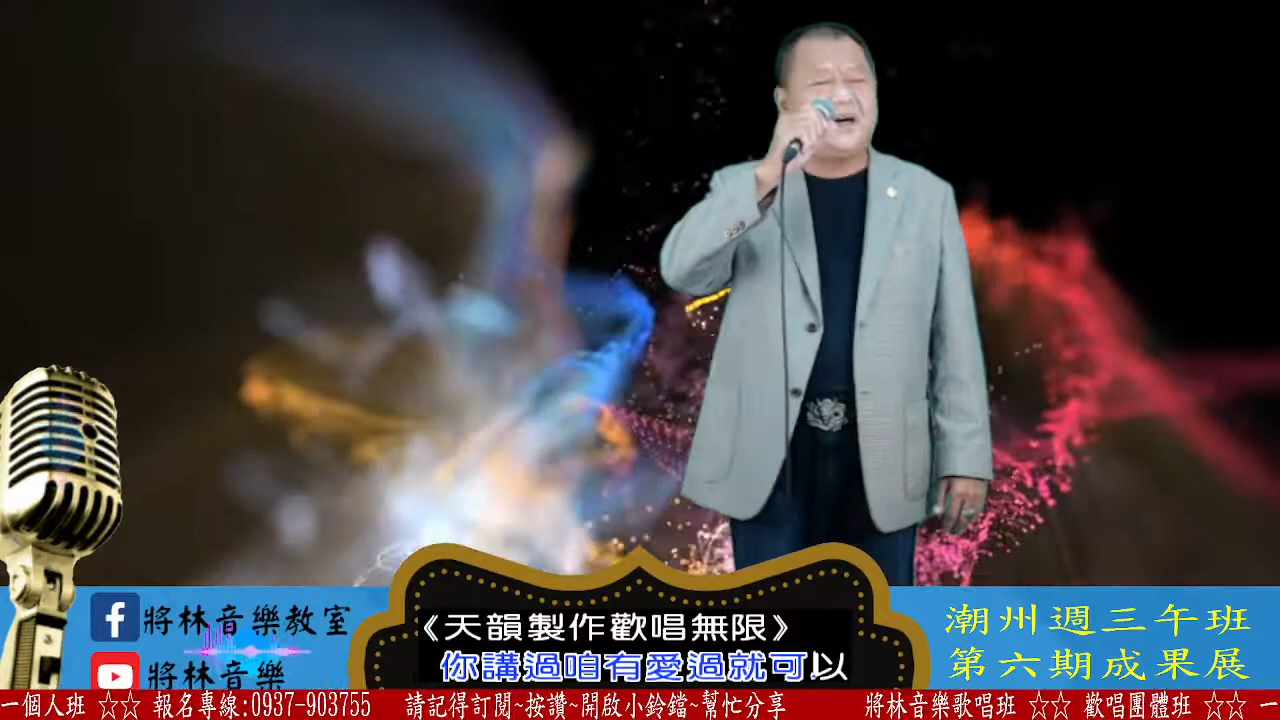 將林音樂教室
將林音樂
《天韻製作歡唱無限》
你講過咱有愛過就可以
潮州週三午班
第六期成果展
一個人班 ☆☆ 報名專線:0937-903755 請記得訂閱~按讚~開啟小鈴鐺~幫忙分享 將林音樂歌唱班 ☆☆ 歡唱團體班 ☆☆ 一